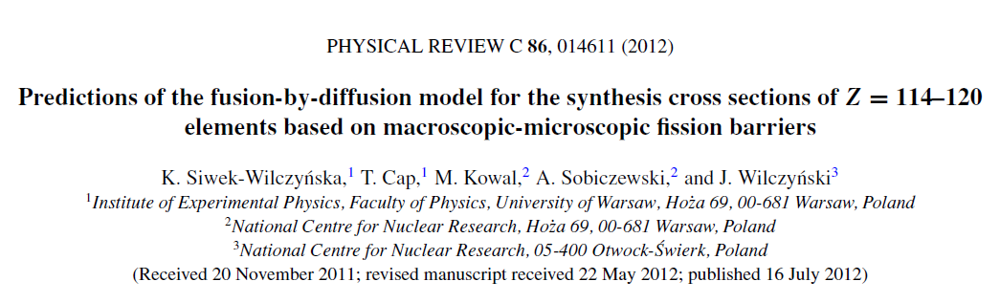 PHYSICAL REVIEW C 86, 014611 (2012)
Predictions of the fusion-by-diffusion model for the synthesis cross sections of Z = 114–120
elements based on macroscopic-microscopic fission barriers
K. Siwek-Wilczyńska,1 T. Cap,1 M. Kowal,2 A. Sobiczewski,2 and J. Wilczyński3
1Institute of Experimental Physics, Faculty of Physics, University of Warsaw, Hoża 69, 00-681 Warsaw, Poland
2National Centre for Nuclear Research, Hoża 69, 00-681 Warsaw, Poland
3National Centre for Nuclear Research, 05-400 Otwock-Świerk, Poland
(Received 20 November 2011; revised manuscript received 22 May 2012; published 16 July 2012)